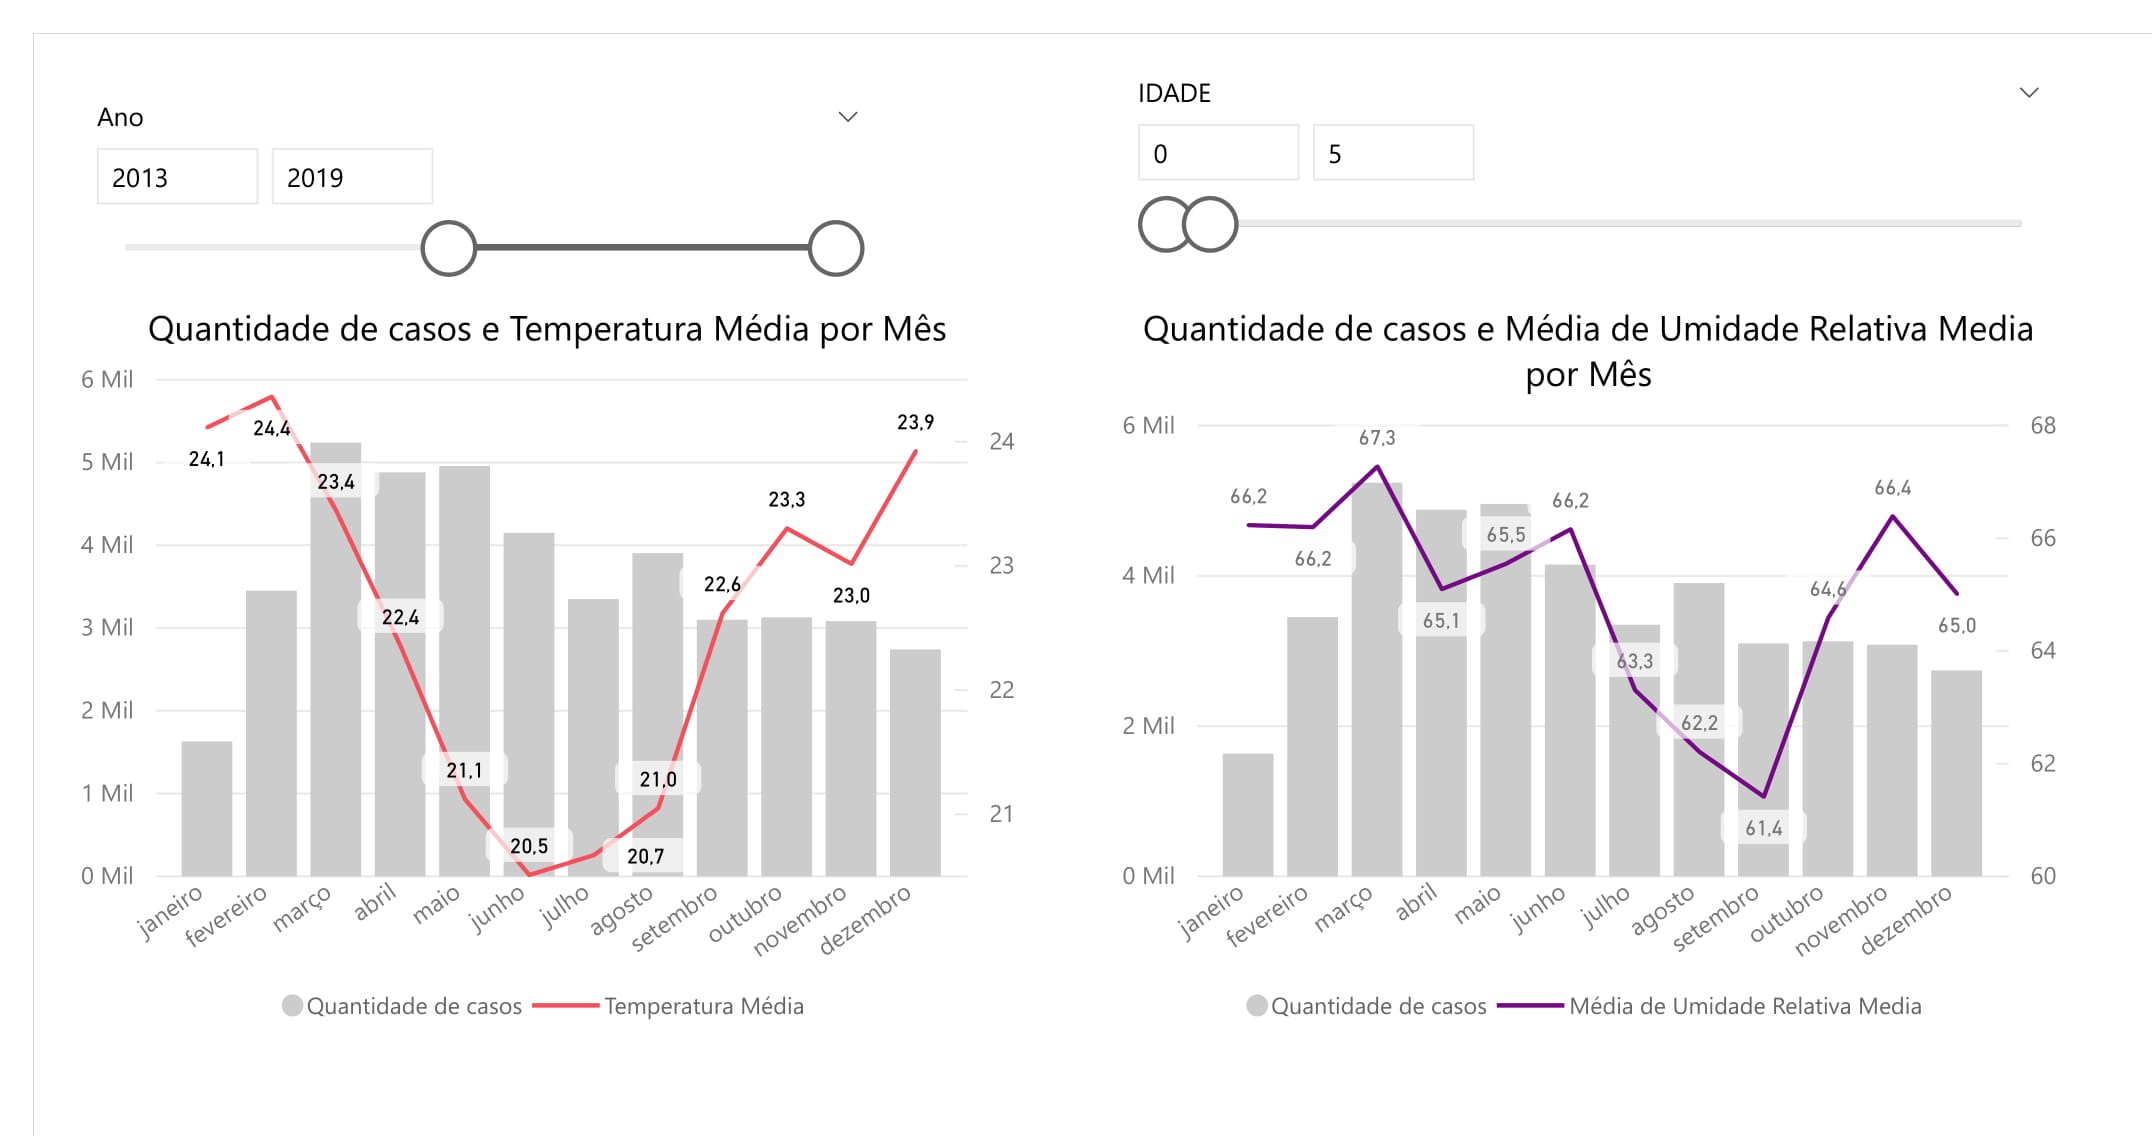 Ano
2013 2019
IDADE
0 5
Quantidade de casos e Temperatura Média por Mês
6 Mil
5 Mil
4 Mil
3 Mil
2 Mil
1 Mil
0 Mil
24,1
24,4
23,4
22,4
21,1
20,5
20,7
21,0
22,6
23,3
23,0
23,9
24
23
22
21
janeiro
fevereiro
março
abril
maio
junho
julho
agosto
setembro
outubro
novembro
dezembro
Quantidade de casos Temperatura Média
Quantidade de casos e Média de Umidade Relativa Media
por Mês
6 Mil
4 Mil
2 Mil
0 Mil
66,2
66,2
67,3
65,1
65,5
66,2
63,3
62,2
61,4
64,6
66,4
65,0
68
66
64
62
60
janeiro
fevereiro
março
abril
maio
junho
julho
agosto
setembro
outubro
novembro
dezembro
Quantidade de casos Média de Umidade Relativa Media